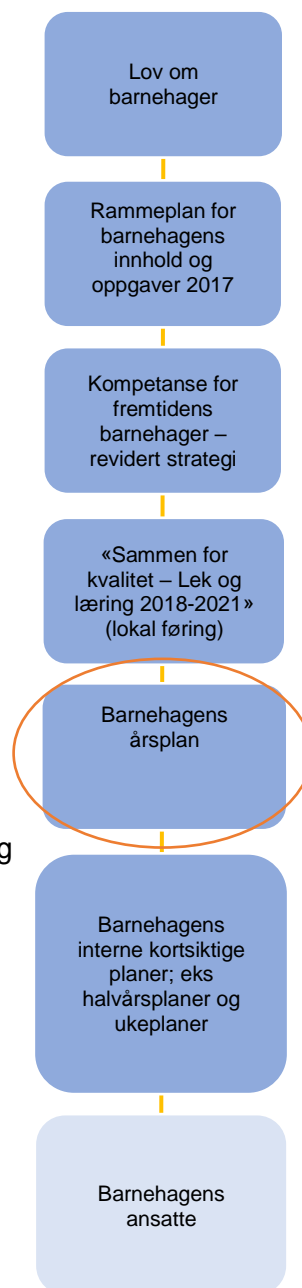 Lov om
barnehager
Rammeplan for
barnehagens
innhold og
oppgaver 2017
Kompetanse for
fremtidens
barnehager –
revidert strategi
«Sammen for
kvalitet – Lek og
læring 2018-2021»
(lokal føring)
Barnehagens
årsplan
g
Barnehagens
interne kortsiktige
planer; eks
halvårsplaner og
ukeplaner
Barnehagens
ansatte